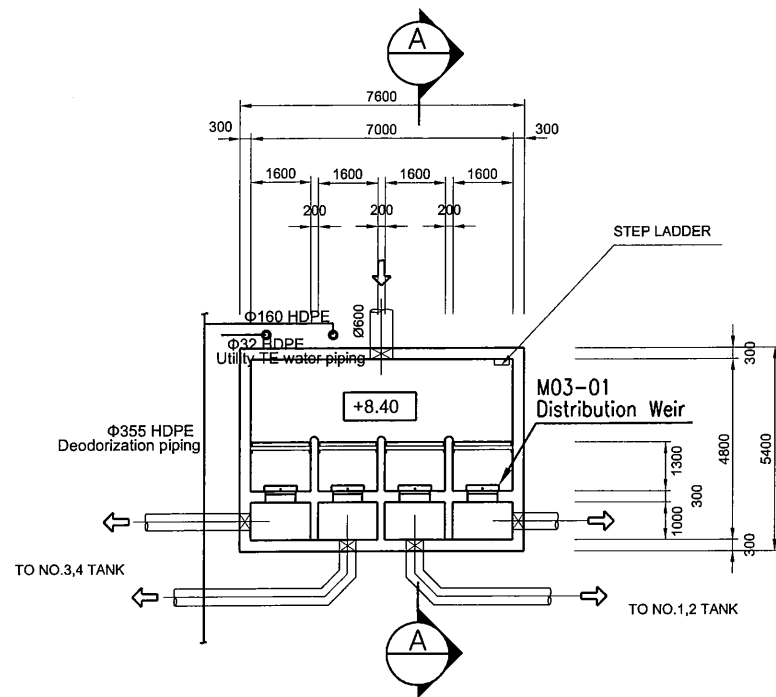 A
7600
300
7000
300
1600
1600
1600
1600
200
200
200
STEP LADDER
Φ160 HDPE
Ø600
Φ32 HDPE
Utility TE water piping
300
M03-01
Distribution Weir
+8.40
Φ355 HDPE
Deodorization piping
1300
4800
5400
300
1000
300
TO NO.3,4 TANK
TO NO.1,2 TANK
A